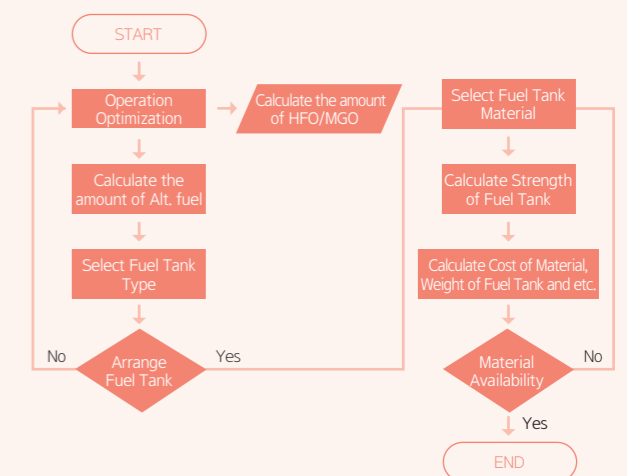 START
Operation
Optimization
Calculate the amount
of HFO/MGO
Calculate the
amount of Alt. fuel
Select Fuel Tank
Type
No
Arrange
Fuel Tank
Yes
Select Fuel Tank
Material
Calculate Strength
of Fuel Tank
Calculate Cost of Material,
Weight of Fuel Tank and etc.
Material
Availability
No
Yes
END